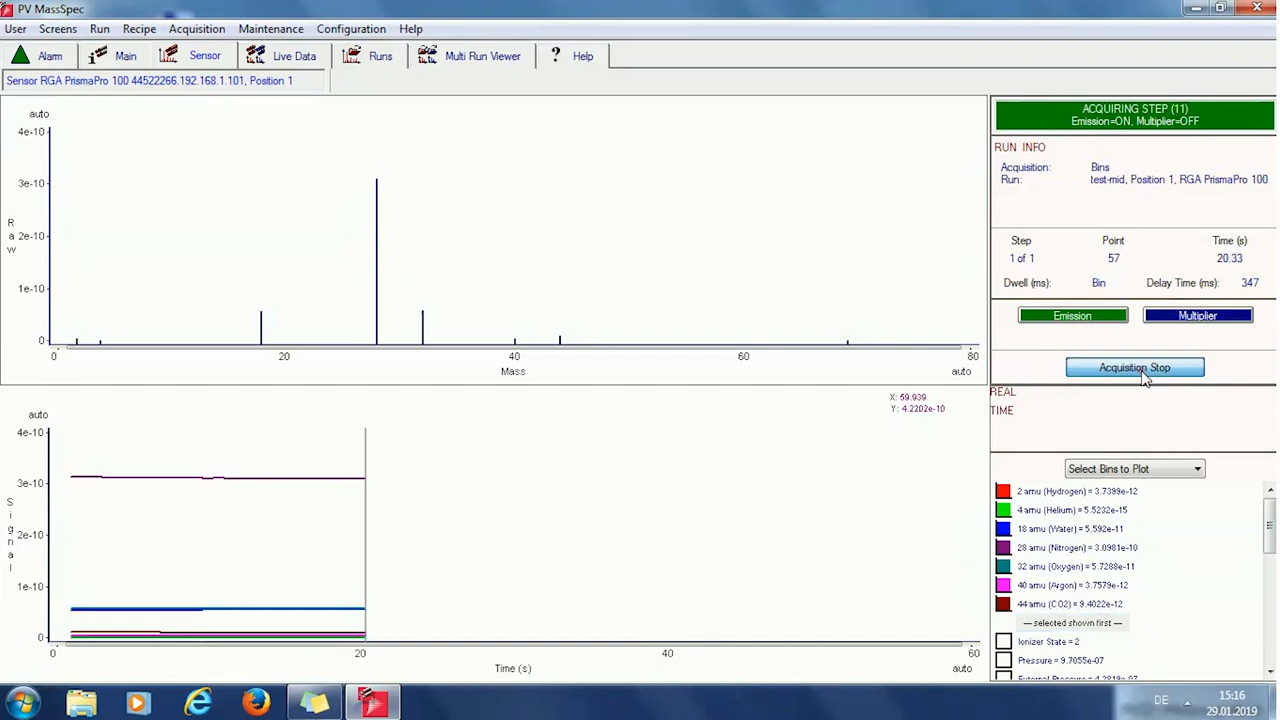 PV MassSpec
User Screens Run Recipe Acquisition Maintenance Configuration Help
Alarm Main Sensor Live Data Runs Multi Run Viewer ? Help
Sensor RGA PrismaPro 100 44522266.192.168.1.101, Position 1
auto
4e-10
3e-10
2e-10
1e-10
0
Raw
0 20 40 60 80
Mass
auto
auto
4e-10
3e-10
2e-10
1e-10
0
Signal
X: 59.939
Y: 4.2202e-10
0 20 40 60
Time (s)
auto
ACQUIRING STEP (11)
Emission=ON, Multiplier=OFF
RUN INFO
Acquisition: Bins
Run: test-mid, Position 1, RGA PrismaPro 100
Step Point Time (s)
1 of 1 57 20.33
Dwell (ms): Bin Delay Time (ms): 347
Emission Multiplier
Acquisition Stop
REAL
TIME
Select Bins to Plot
2 amu (Hydrogen) = 3.7399e-12
4 amu (Helium) = 5.5232e-15
18 amu (Water) = 5.592e-11
28 amu (Nitrogen) = 3.0981e-10
32 amu (Oxygen) = 5.7288e-11
40 amu (Argon) = 3.7579e-12
44 amu (CO2) = 9.4022e-12
— selected shown first —
Ionizer State = 2
Pressure = 9.7055e-07
External Pressure = 4.2819e-07
DE
15:16
29.01.2019